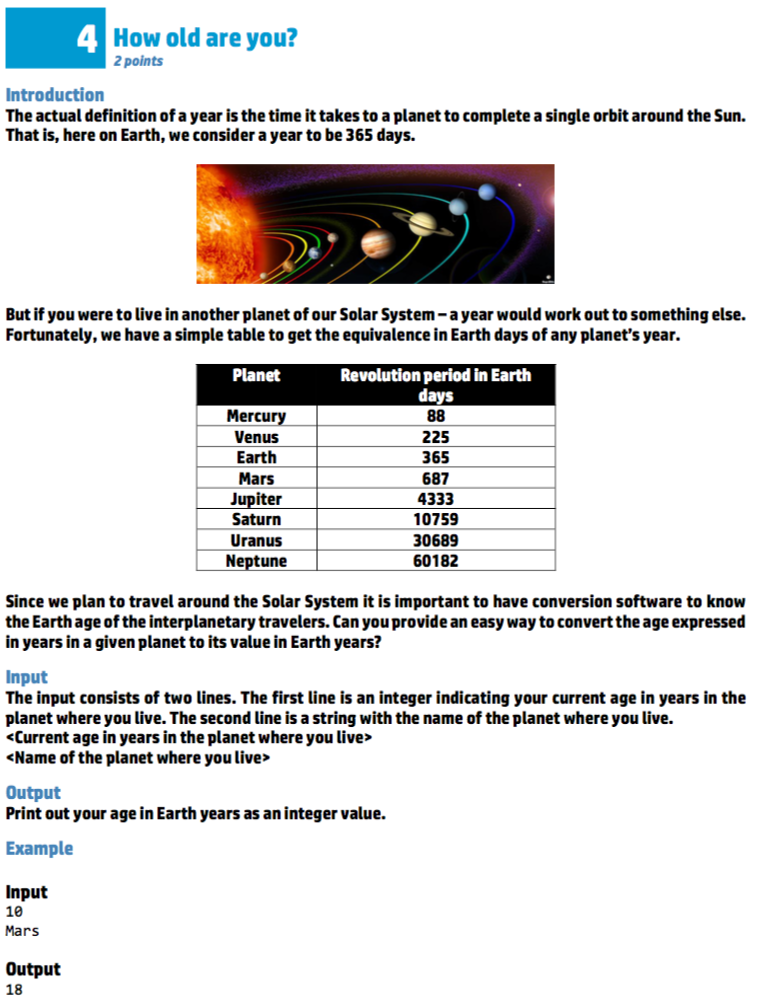 4 How old are you?
2 points
Introduction
The actual definition of a year is the time it takes to a planet to complete a single orbit around the Sun.
That is, here on Earth, we consider a year to be 365 days.
But if you were to live in another planet of our Solar System – a year would work out to something else.
Fortunately, we have a simple table to get the equivalence in Earth days of any planet's year.
Planet Revolution period in Earth
days
Mercury 88
Venus 225
Earth 365
Mars 687
Jupiter 4333
Saturn 10759
Uranus 30689
Neptune 60182
Since we plan to travel around the Solar System it is important to have conversion software to know
the Earth age of the interplanetary travelers. Can you provide an easy way to convert the age expressed
in years in a given planet to its value in Earth years?
Input
The input consists of two lines. The first line is an integer indicating your current age in years in the
planet where you live. The second line is a string with the name of the planet where you live.
<Current age in years in the planet where you live>
<Name of the planet where you live>
Output
Print out your age in Earth years as an integer value.
Example
Input
10
Mars
Output
18